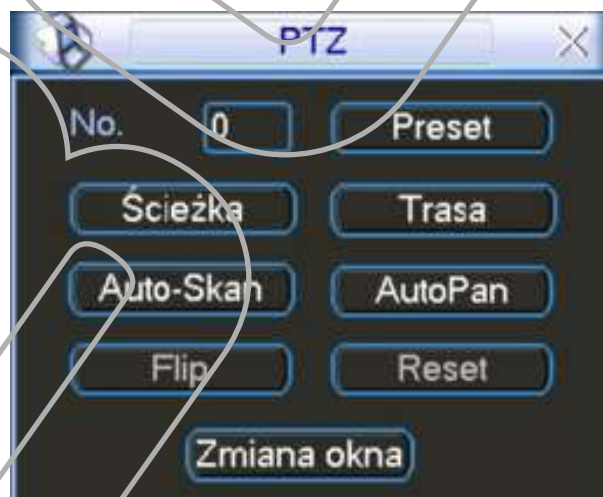 PTZ
No. 0 Preset
Ścieżka Trasa
Auto-Skan AutoPan
Flip Reset
Zmiana okna